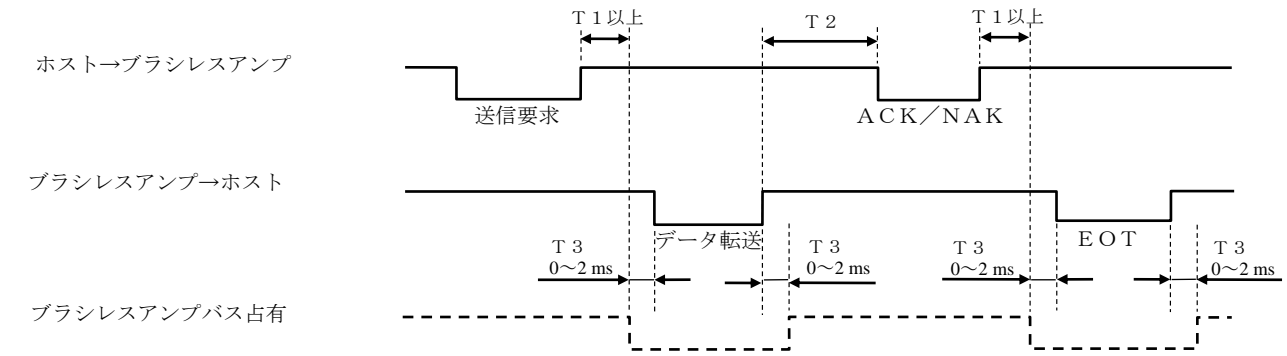 Ｔ１以上
Ｔ２
Ｔ１以上
ホスト→ブラシレスアンプ
送信要求
ＡＣＫ／ＮＡＫ
ブラシレスアンプ→ホスト
データ転送
ＥＯＴ
Ｔ３
0～2 ms
Ｔ３
0～2 ms
Ｔ３
0～2 ms
Ｔ３
0～2 ms
ブラシレスアンプバス占有